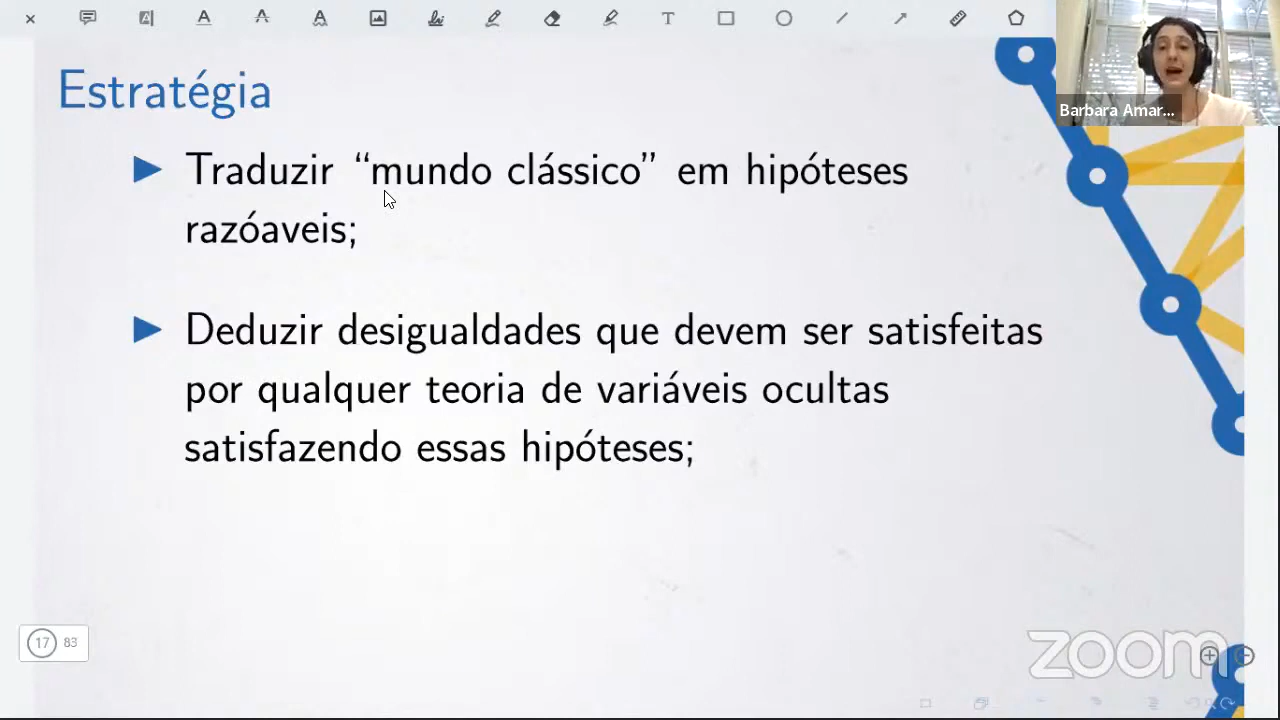 Estratégia
Barbara Amar...
Traduzir “mundo clássico” em hipóteses
razóaveis;
Deduzir desigualdades que devem ser satisfeitas
por qualquer teoria de variáveis ocultas
satisfazendo essas hipóteses;
17 83
zoom